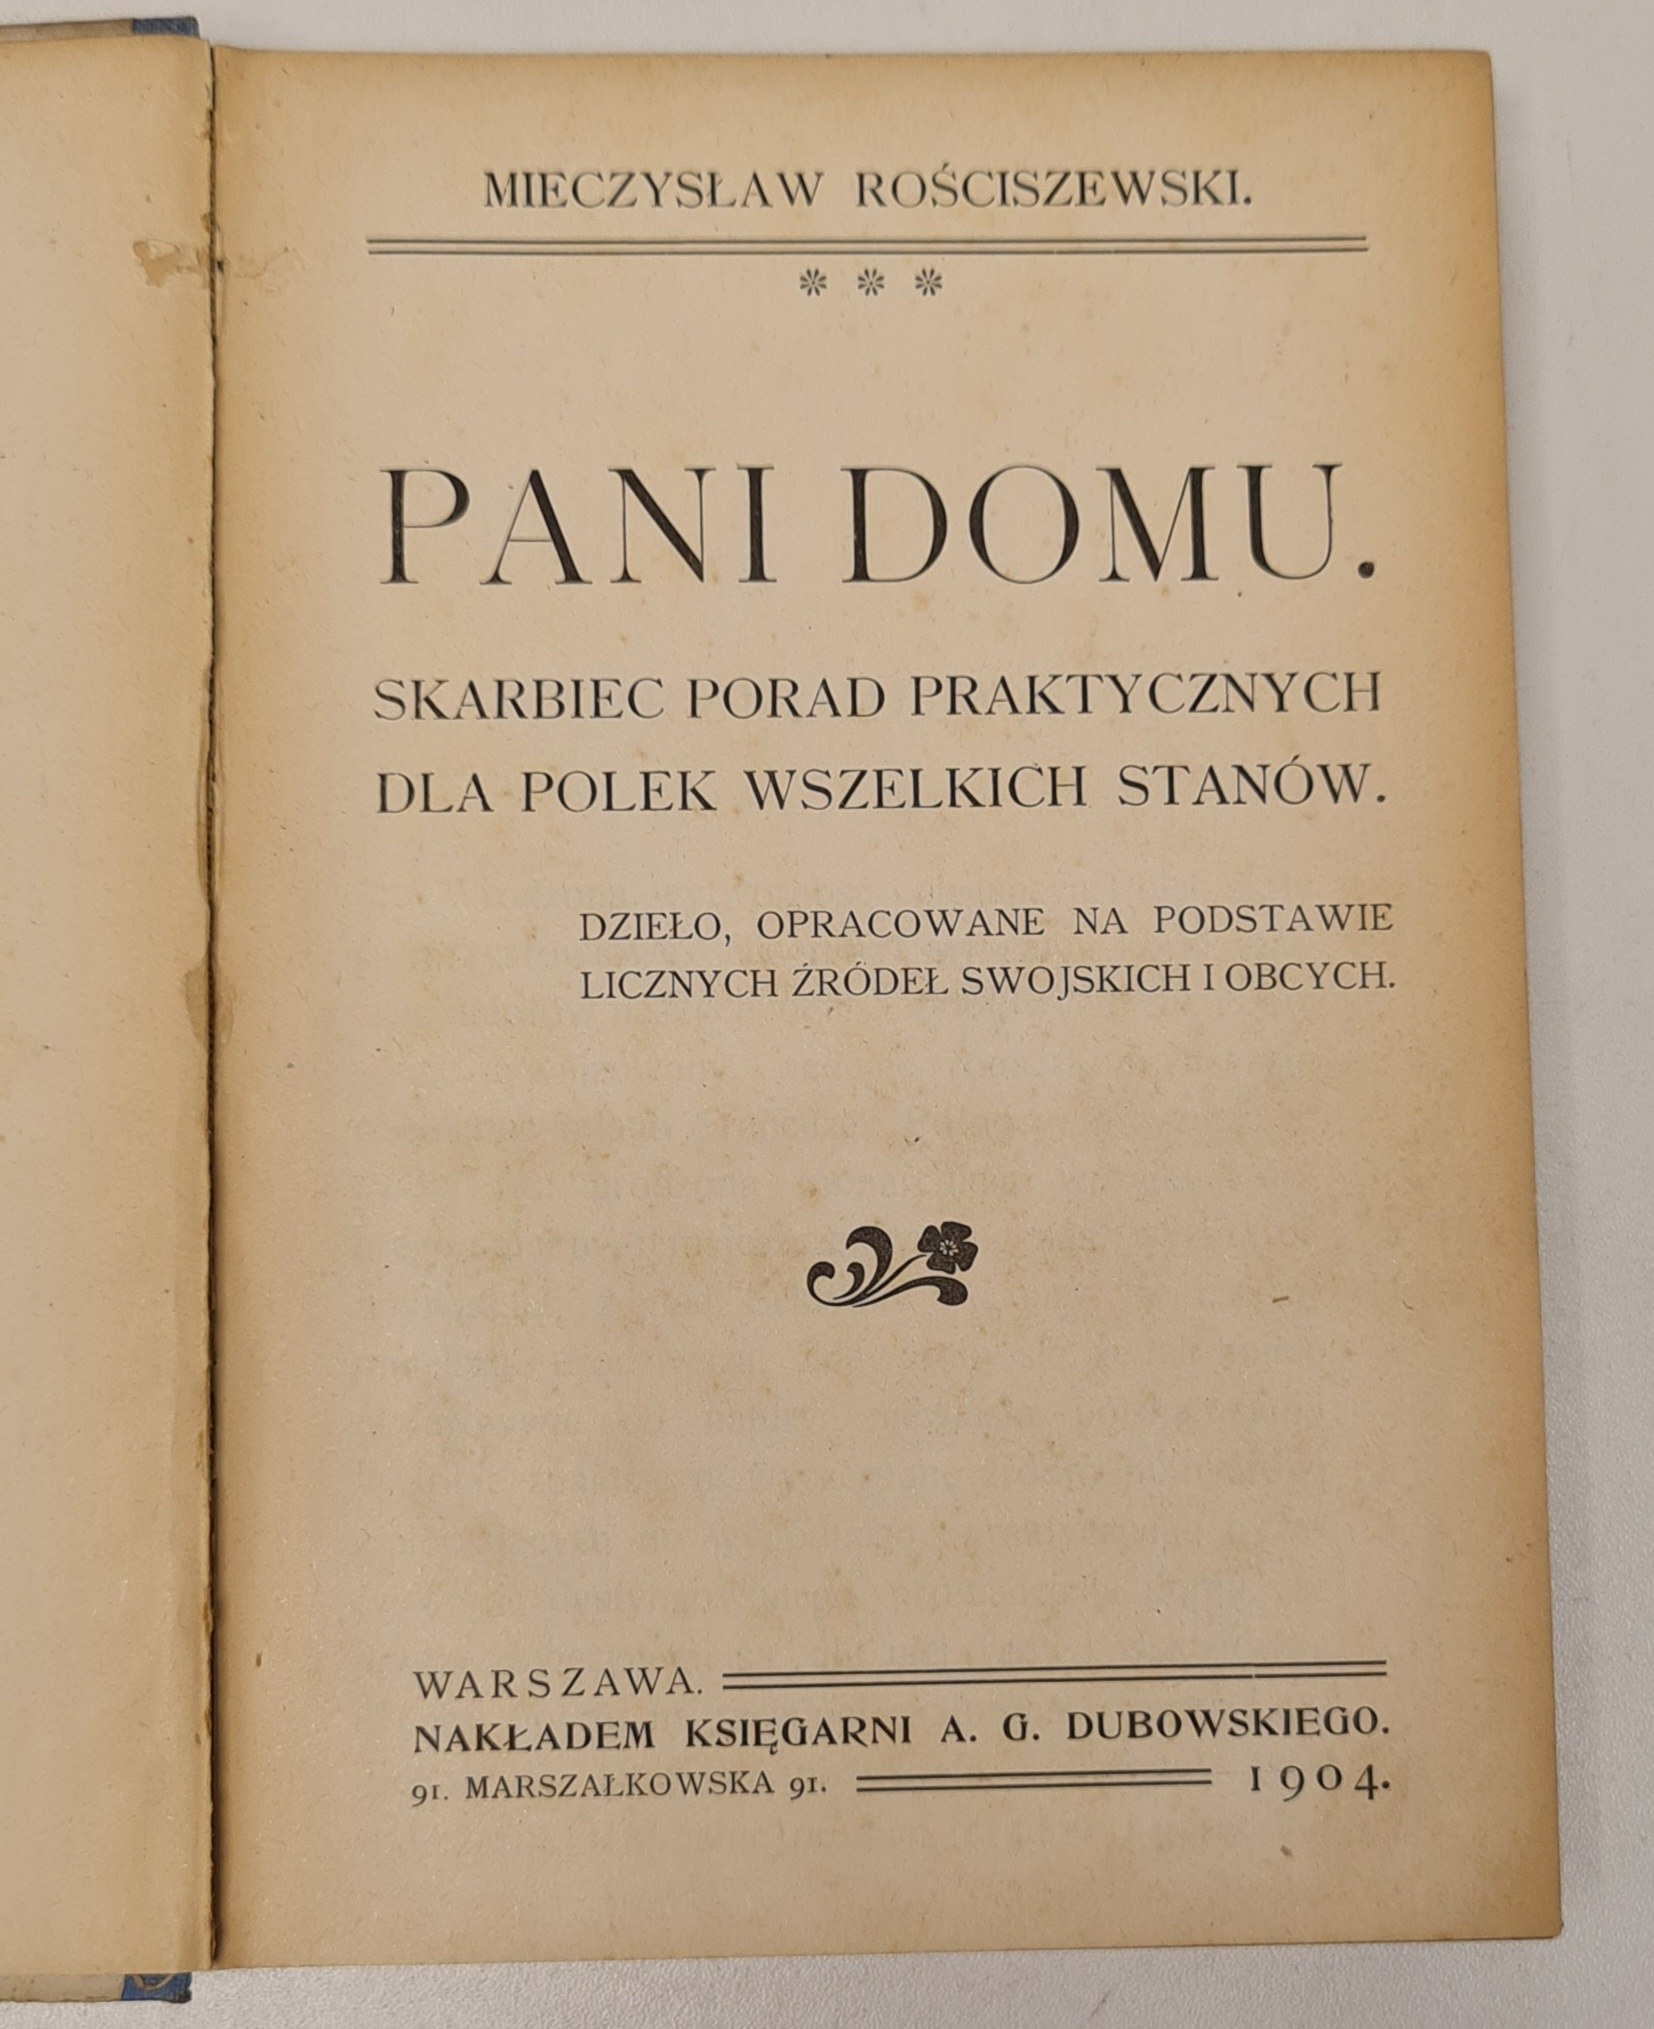 MIECZYSŁAW ROŚCISZEWSKI.
PANI DOMU.
SKARBIEC PORAD PRAKTYCZNYCH
DLA POLEK WSZELKICH STANÓW.
DZIEŁO, OPRACOWANE NA PODSTAWIE
LICZNYCH ŹRÓDEŁ SWOJSKICH I OBCYCH.
WARSZAWA.
NAKŁADEM KSIĘGARNI A. G. DUBOWSKIEGO.
91. MARSZAŁKOWSKA 91. 1904.